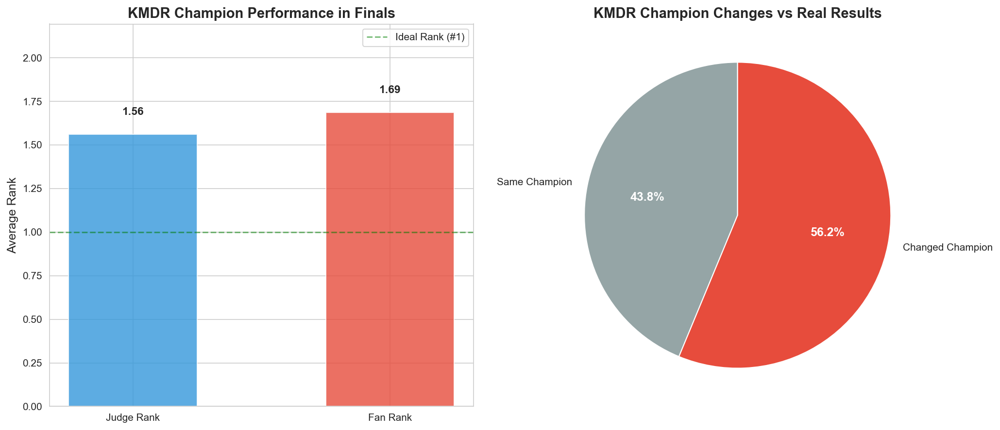 KMDR Champion Performance in Finals
Ideal Rank (#1)
2.00
1.75
1.50
1.25
1.00
0.75
0.50
0.25
0.00
Average Rank
1.56
1.69
Judge Rank
Fan Rank
KMDR Champion Changes vs Real Results
Same Champion
43.8%
56.2%
Changed Champion